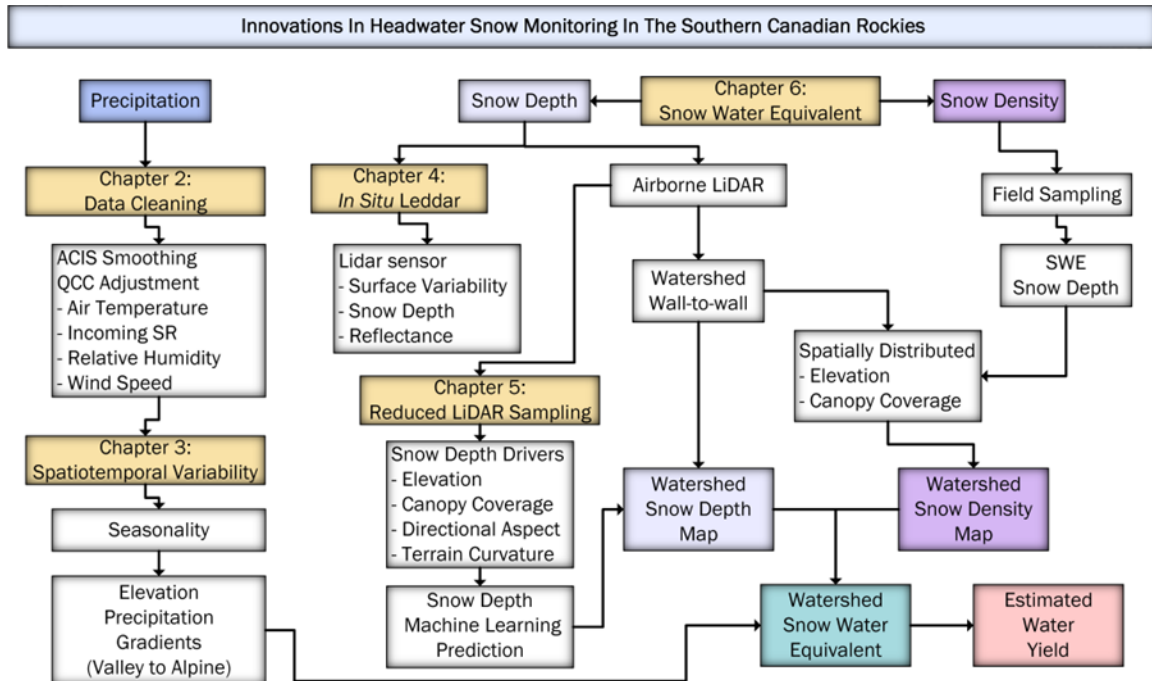 Innovations In Headwater Snow Monitoring In The Southern Canadian Rockies
Precipitation
Snow Depth
Chapter 6:
Snow Water Equivalent
Snow Density
Chapter 2:
Data Cleaning
Chapter 4:
In Situ Leddar
Airborne LiDAR
Field Sampling
ACIS Smoothing
QCC Adjustment
- Air Temperature
- Incoming SR
- Relative Humidity
- Wind Speed
Lidar sensor
- Surface Variability
- Snow Depth
- Reflectance
Watershed
Wall-to-wall
SWE
Snow Depth
Spatially Distributed
- Elevation
- Canopy Coverage
Chapter 5:
Reduced LiDAR Sampling
Chapter 3:
Spatiotemporal Variability
Snow Depth Drivers
- Elevation
- Canopy Coverage
- Directional Aspect
- Terrain Curvature
Watershed
Snow Depth
Map
Watershed
Snow Density
Map
Seasonality
Elevation
Precipitation
Gradients
(Valley to Alpine)
Snow Depth
Machine Learning
Prediction
Watershed
Snow Water
Equivalent
Estimated
Water
Yield